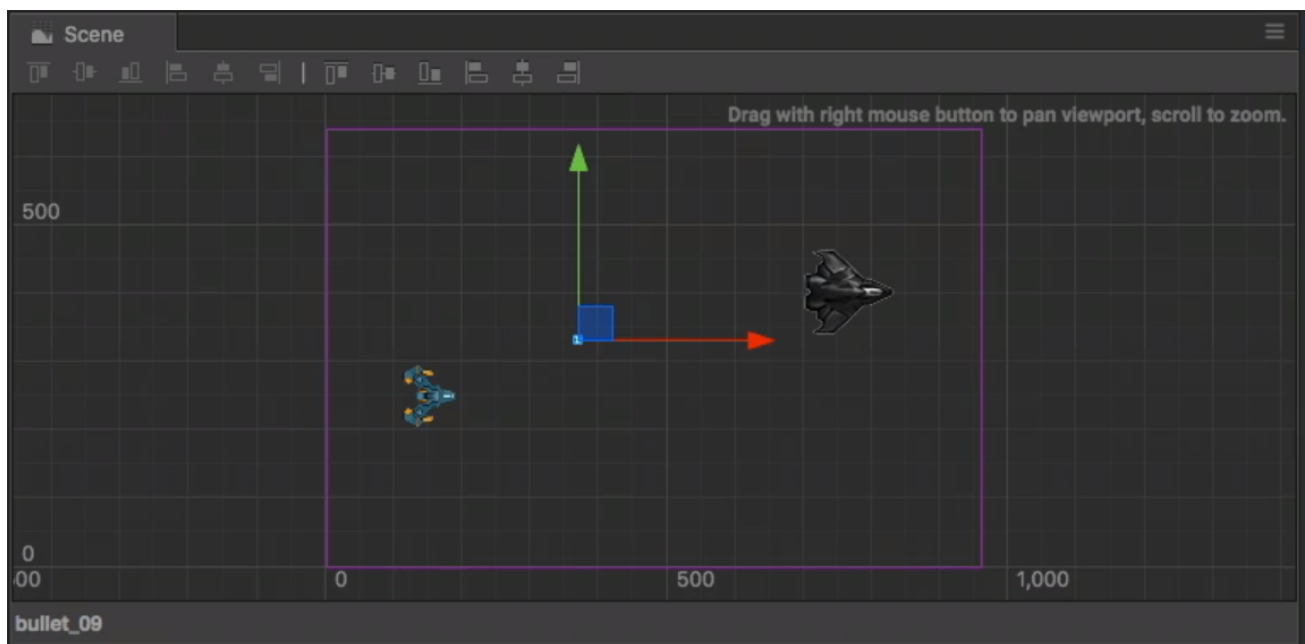 Scene
Drag with right mouse button to pan viewport, scroll to zoom.
500
0
00 0 500 1,000
bullet_09